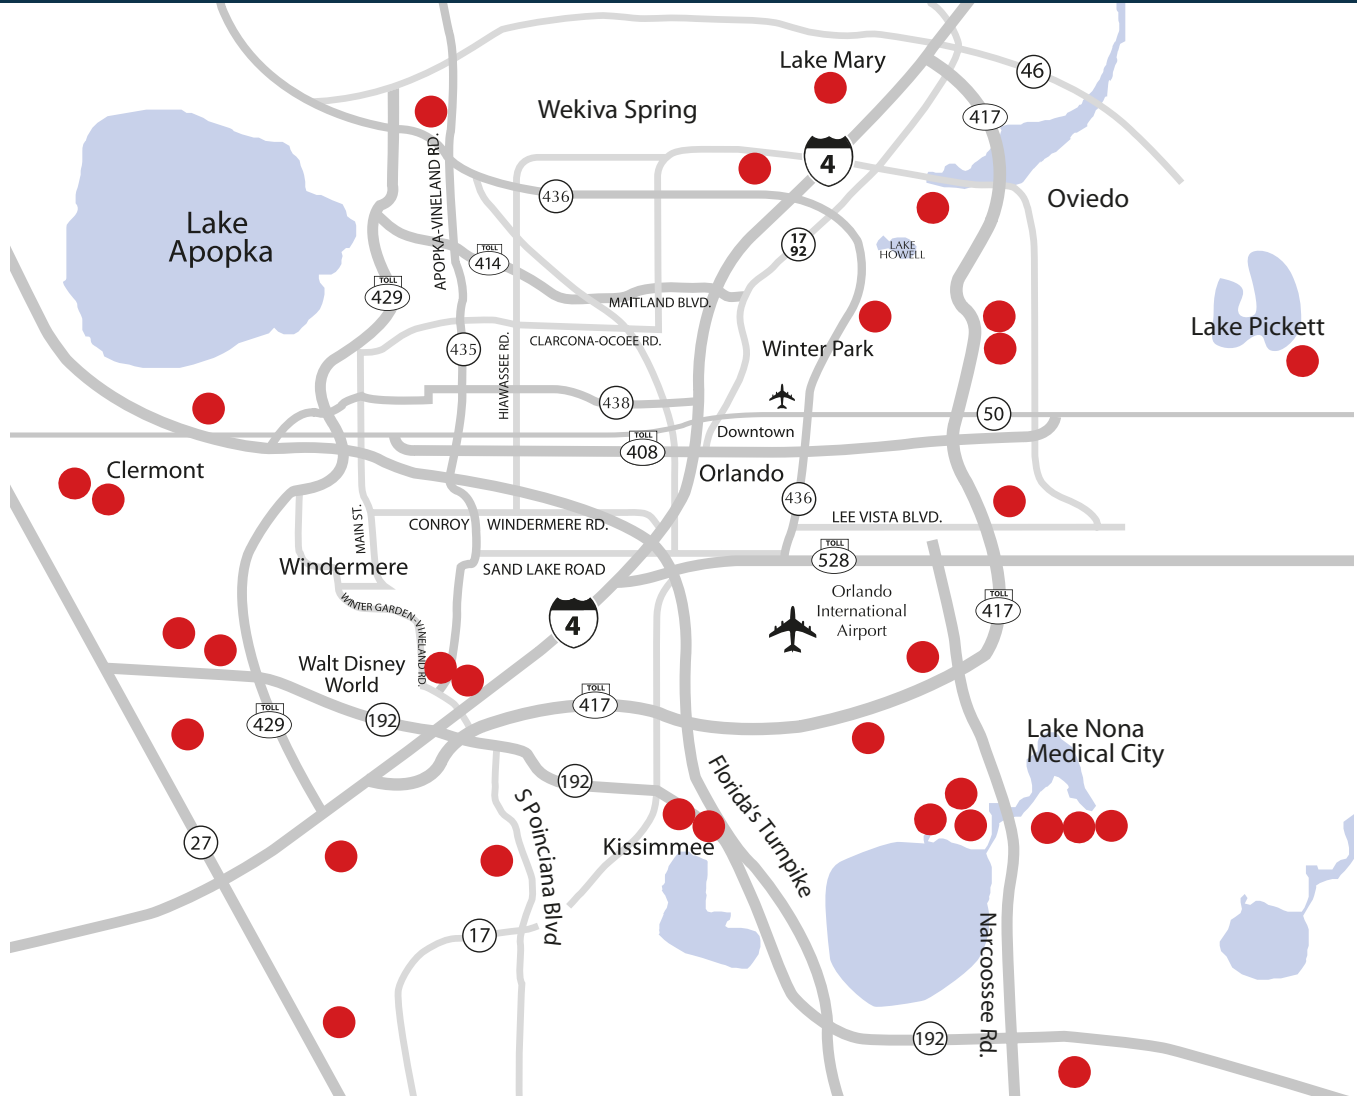 Lake Mary
46
Wekiva Spring
417
4
APOPKA-VINELAND RD.
436
Oviedo
Lake
Apopka
17
92
LAKE
HOWELL
TOLL
414
TOLL
429
MAITLAND BLVD.
Lake Pickett
CLARCONA-OCOEE RD.
435
HIAWASSEE RD.
Winter Park
438
50
Downtown
TOLL
408
Clermont
Orlando
436
MAIN ST.
CONROY WINDERMERE RD.
LEE VISTA BLVD.
TOLL
528
Windermere
SAND LAKE ROAD
WINTER GARDEN-VINELAND RD.
4
Orlando
International
Airport
TOLL
417
Walt Disney
World
TOLL
417
TOLL
429
192
Lake Nona
Medical City
192
Florida's Turnpike
S Poinciana Blvd
27
Kissimmee
17
Narcoossee Rd.
192